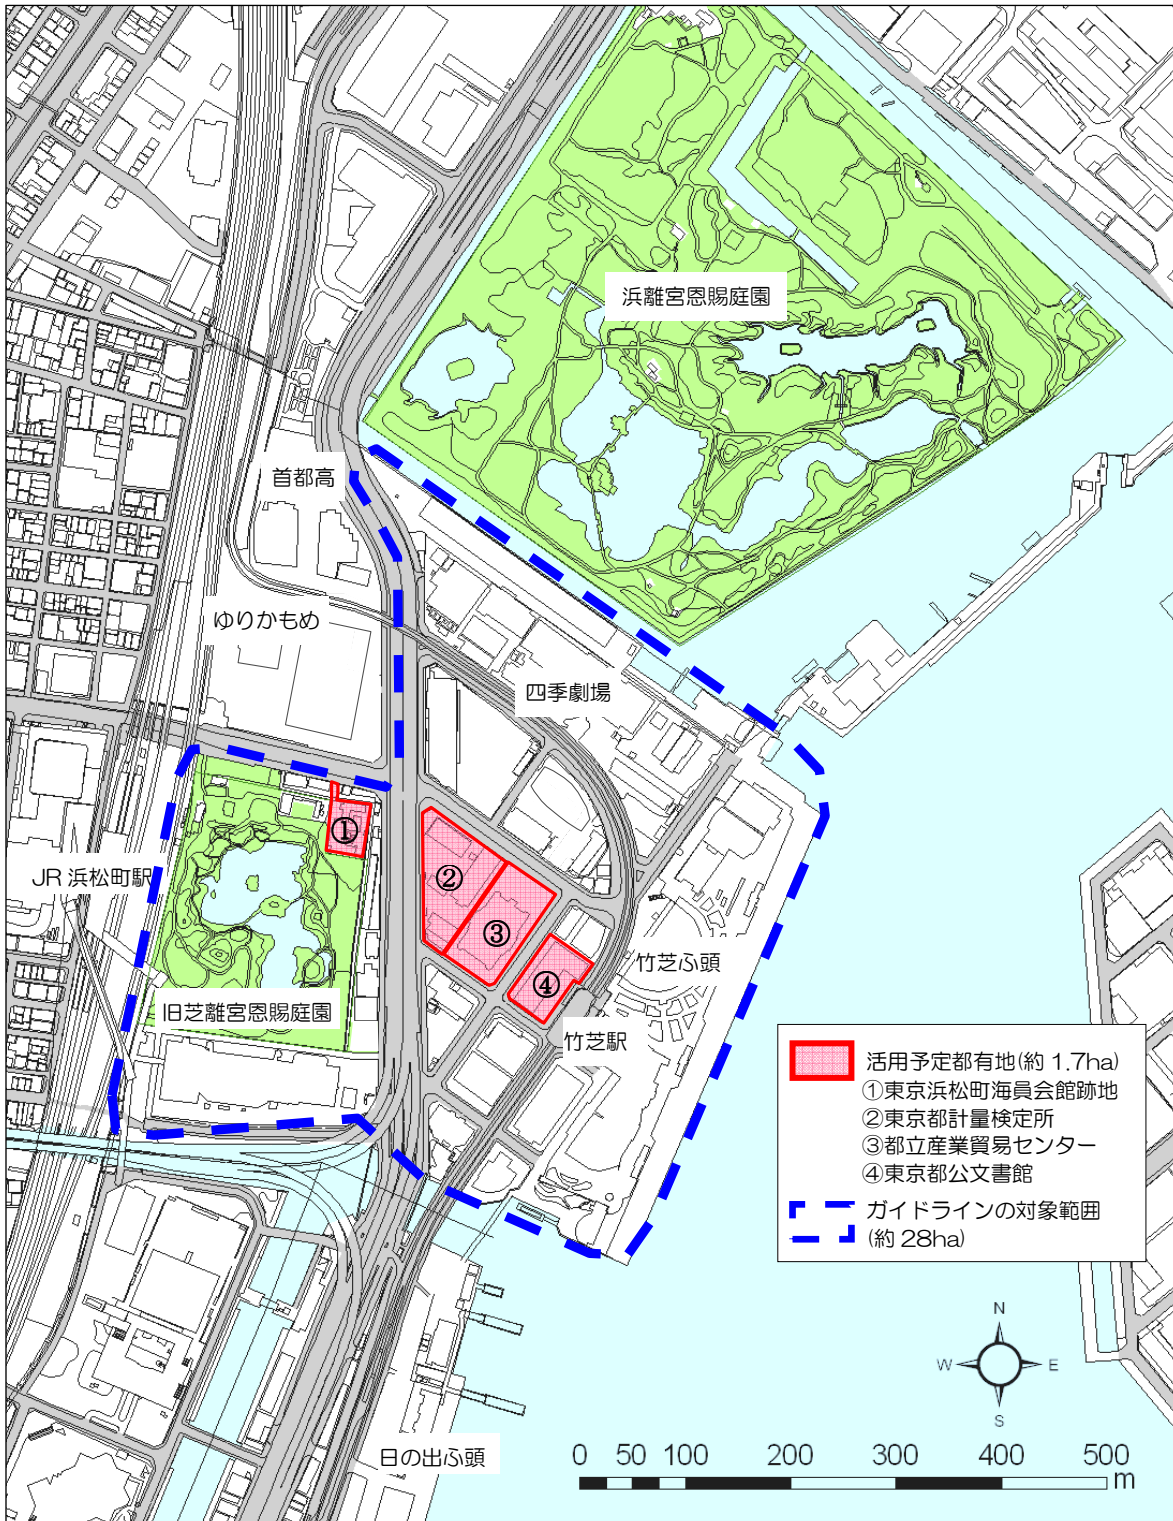 浜離宮恩賜庭園
首都高
ゆりかもめ
四季劇場
①
JR 浜松町駅
②
③
竹芝ふ頭
④
旧芝離宮恩賜庭園
竹芝駅
活用予定都有地(約 1.7ha)
①東京浜松町海員会館跡地
②東京都計量検定所
③都立産業貿易センター
④東京都公文書館
ガイドラインの対象範囲
(約 28ha)
N
W E
S
日の出ふ頭
0 50 100 200 300 400 500
m